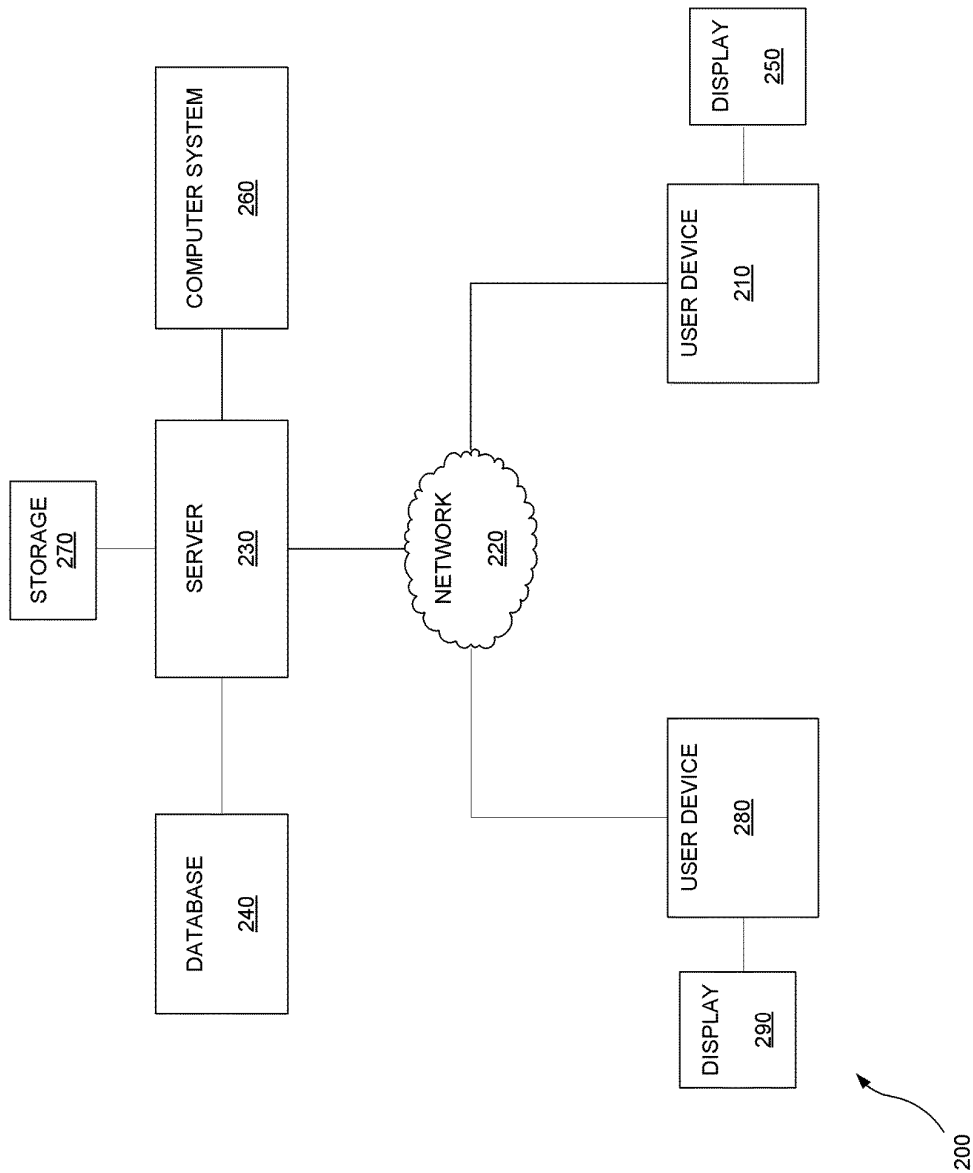 STORAGE
270
DATABASE
240
SERVER
230
COMPUTER SYSTEM
260
NETWORK
220
DISPLAY
290
USER DEVICE
280
USER DEVICE
210
DISPLAY
250
200